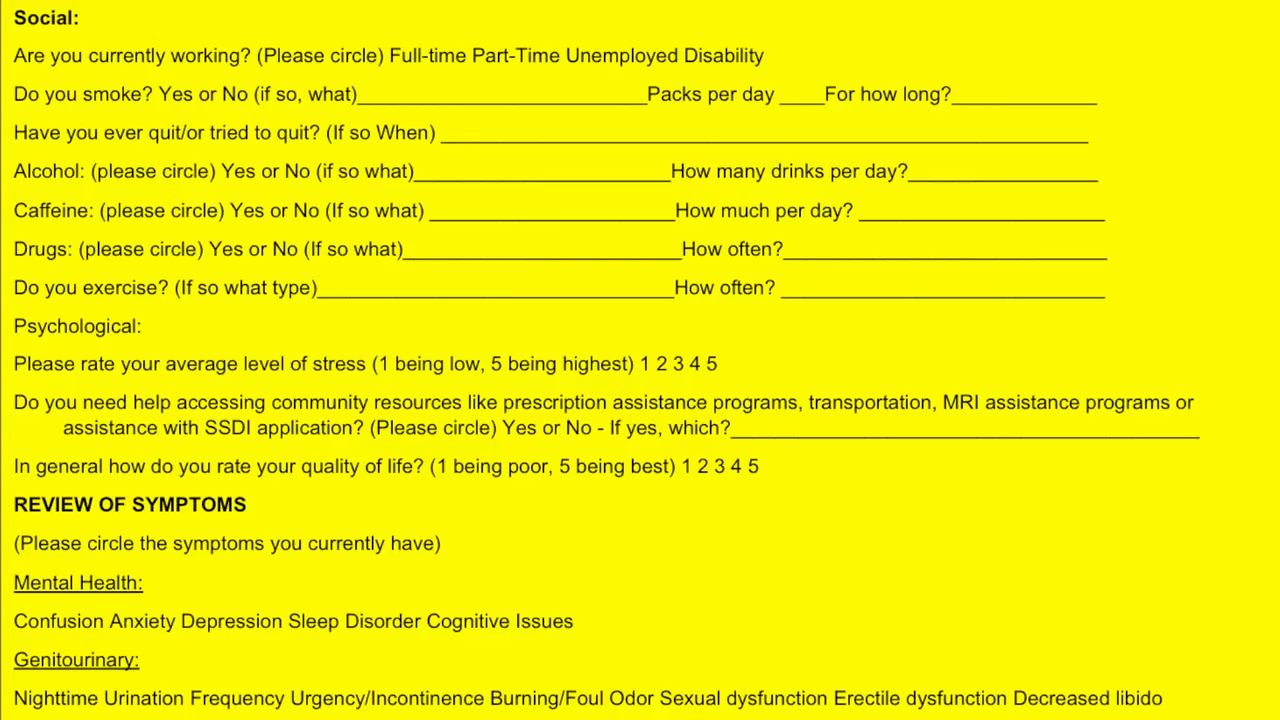 Social:
Are you currently working? (Please circle) Full-time Part-Time Unemployed Disability
Do you smoke? Yes or No (if so, what)__________________________Packs per day ____For how long?_____________
Have you ever quit/or tried to quit? (If so When) __________________________________________________________
Alcohol: (please circle) Yes or No (if so what)_______________________How many drinks per day?_________________
Caffeine: (please circle) Yes or No (If so what) ______________________How much per day? ______________________
Drugs: (please circle) Yes or No (If so what)_________________________How often?_____________________________
Do you exercise? (If so what type)________________________________How often? _____________________________
Psychological:
Please rate your average level of stress (1 being low, 5 being highest) 1 2 3 4 5
Do you need help accessing community resources like prescription assistance programs, transportation, MRI assistance programs or
assistance with SSDI application? (Please circle) Yes or No - If yes, which?__________________________________________
In general how do you rate your quality of life? (1 being poor, 5 being best) 1 2 3 4 5
REVIEW OF SYMPTOMS
(Please circle the symptoms you currently have)
Mental Health:
Confusion Anxiety Depression Sleep Disorder Cognitive Issues
Genitourinary:
Nighttime Urination Frequency Urgency/Incontinence Burning/Foul Odor Sexual dysfunction Erectile dysfunction Decreased libido